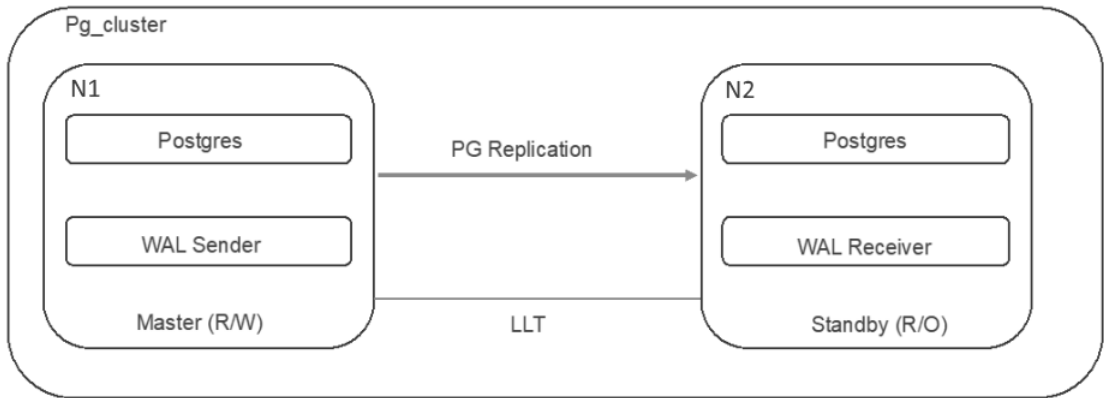 Pg_cluster
N1
Postgres
WAL Sender
Master (R/W)
PG Replication
LLT
N2
Postgres
WAL Receiver
Standby (R/O)